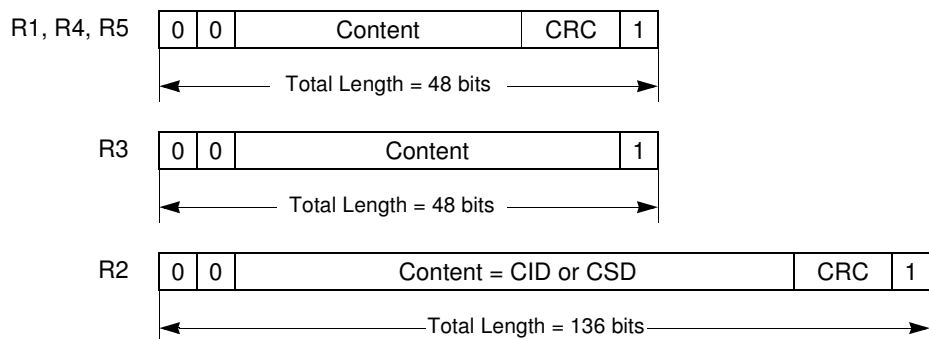 R1, R4, R5 0 0 Content CRC 1
Total Length = 48 bits
R3 0 0 Content 1
Total Length = 48 bits
R2 0 0 Content = CID or CSD CRC 1
Total Length = 136 bits